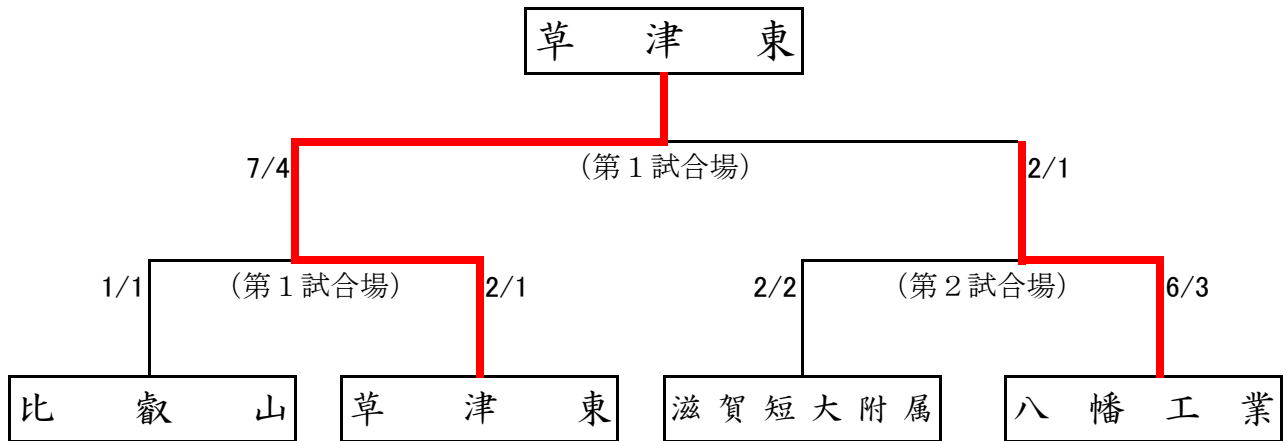 草津東
7/4 (第1試合場) 2/1
1/1 (第1試合場) 2/1 2/2 (第2試合場) 6/3
比叡山 草津東 滋賀短大附属 八幡工業